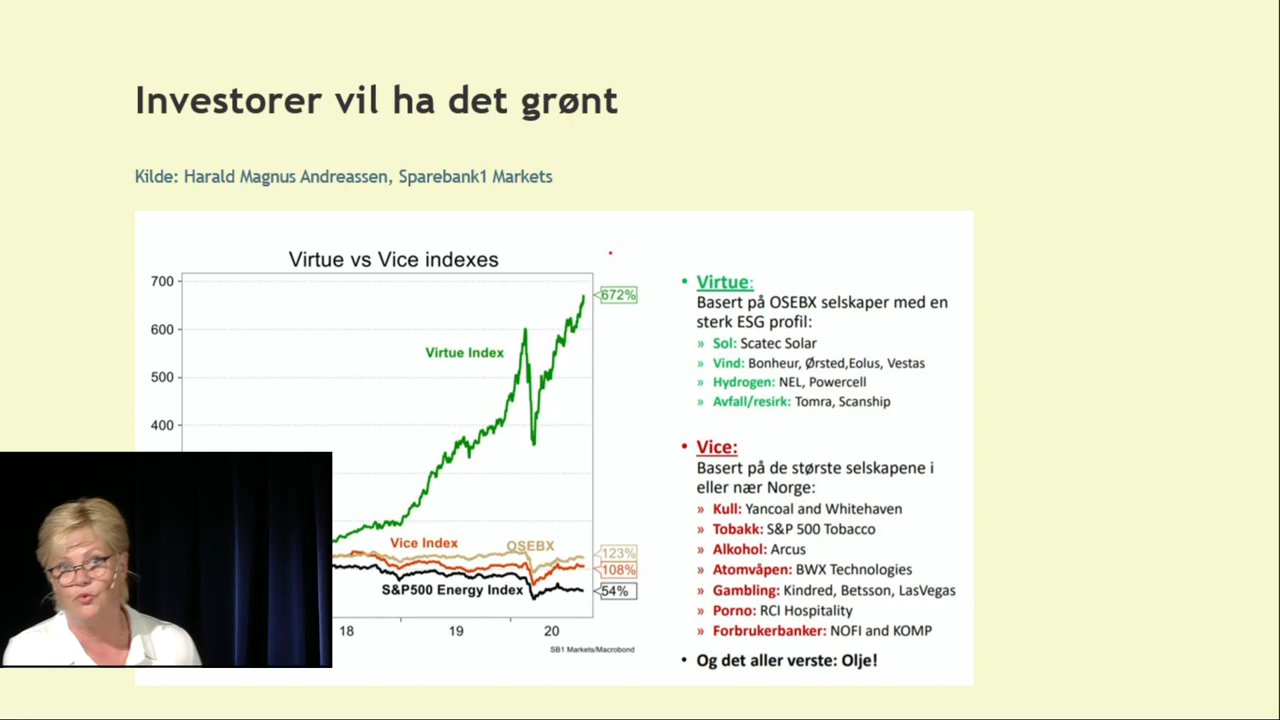 Investorer vil ha det grønt
Kilde: Harald Magnus Andreassen, Sparebank1 Markets
Virtue vs Vice indexes
700
600
500
400
672%
Virtue Index
Vice Index
OSEBX
S&P500 Energy Index
123%
108%
54%
18
19
20
SB1 Markets/Macrobond
• Virtue:
Basert på OSEBX selskaper med en
sterk ESG profil:
» Sol: Scatec Solar
» Vind: Bonheur, Ørsted,Eolus, Vestas
» Hydrogen: NEL, Powercell
» Avfall/resirk: Tomra, Scanship
• Vice:
Basert på de største selskapene i
eller nær Norge:
» Kull: Yancoal and Whitehaven
» Tobakk: S&P 500 Tobacco
» Alkohol: Arcus
» Atomvåpen: BWX Technologies
» Gambling: Kindred, Betsson, LasVegas
» Porno: RCI Hospitality
» Forbrukerbanker: NOFI and KOMP
• Og det aller verste: Olje!